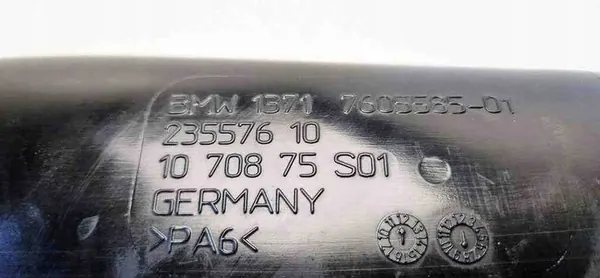 BMW 1371 7605585-01
235576 10
10 708 75 S01
GERMANY
>PA6<